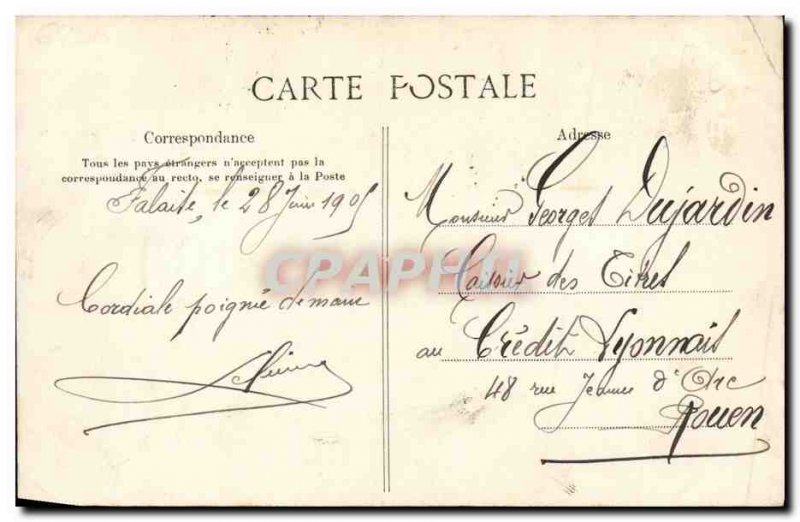 CARTE POSTALE
Correspondance
Tous les pays étrangers n'acceptent pas la
correspondance au recto, se renseigner à la Poste
Falaise, le 28 Juin 1905
Cordiale poignée de main
Adresse
Monsieur Georges Dujardin
Caissier des Titres
au Crédit Lyonnais
48 rue Jeanne d'Arc
Rouen
CPAPHIL